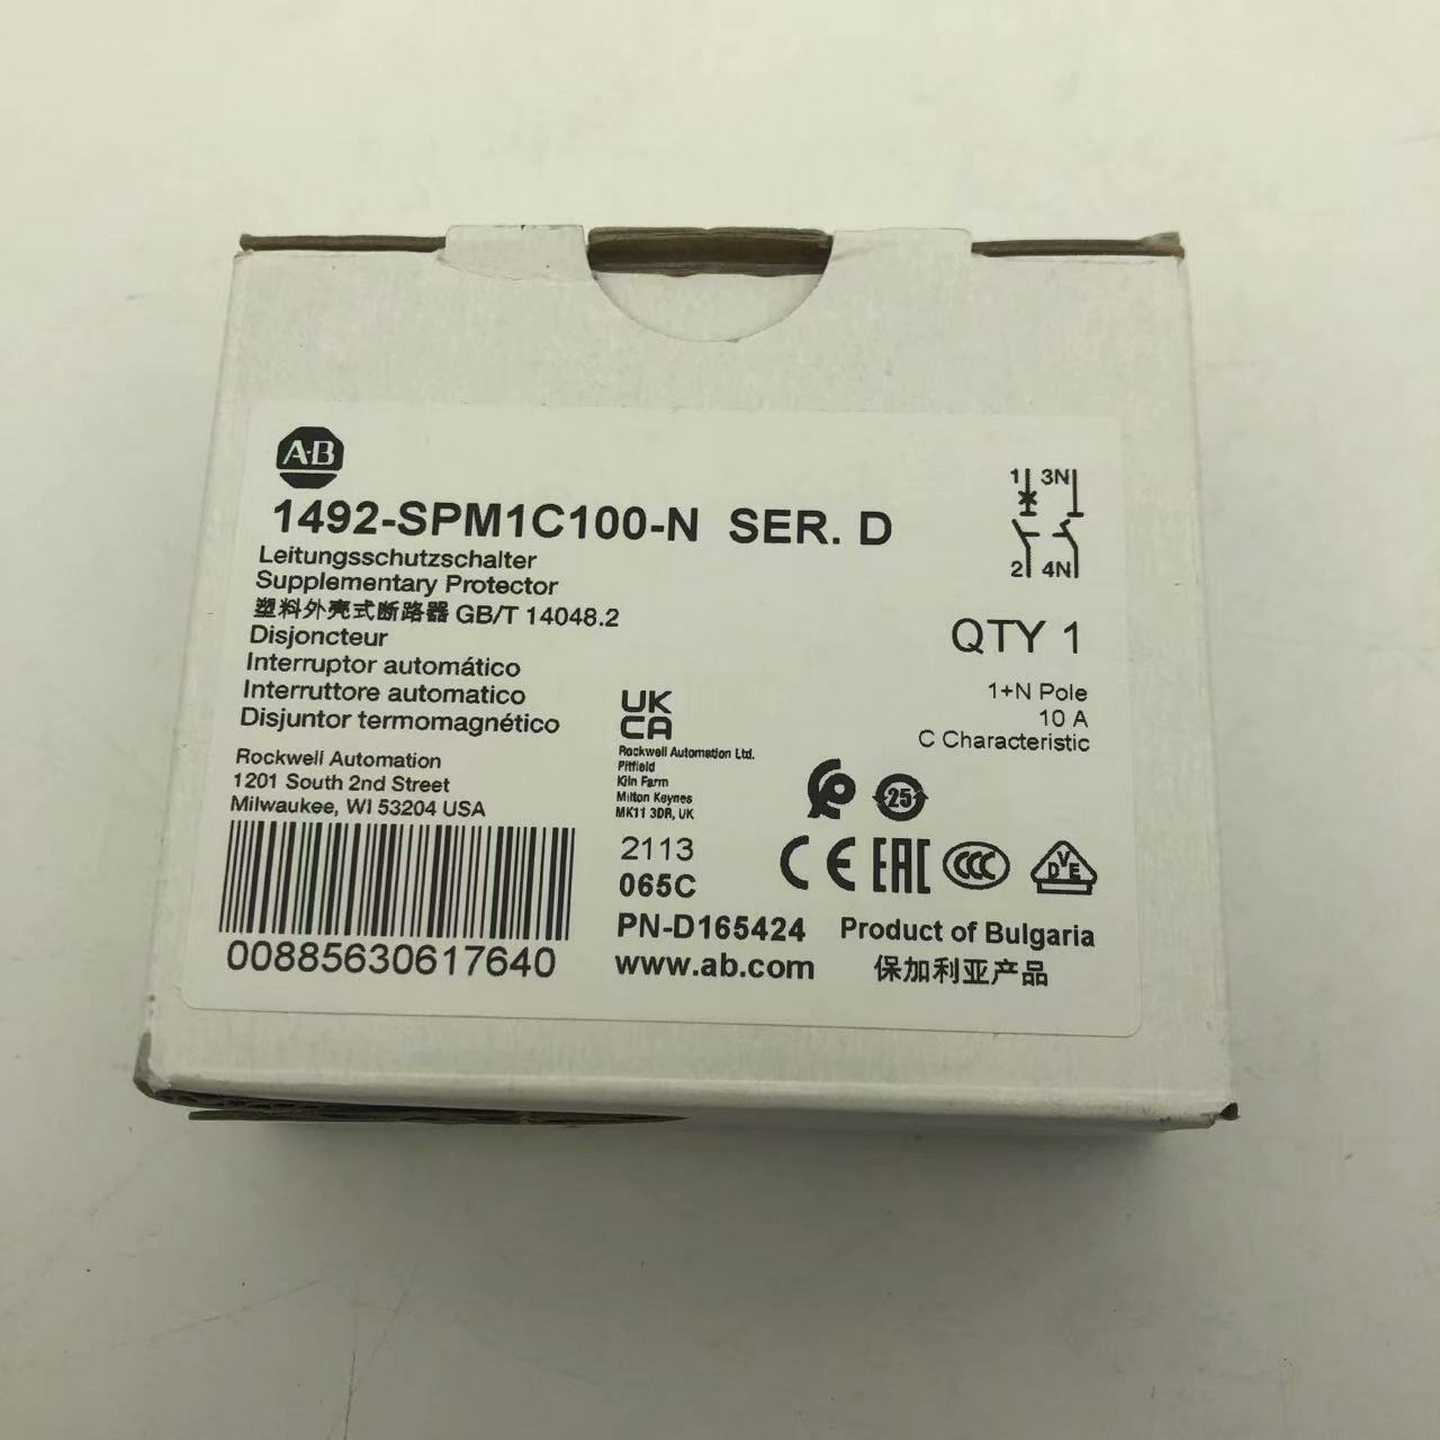 A-B
1492-SPM1C100-N SER. D
Leitungsschutzschalter
Supplementary Protector
塑料外壳式断路器 GB/T 14048.2
Disjoncteur
Interruptor automático
Interruttore automatico
Disjuntor termomagnético
Rockwell Automation
1201 South 2nd Street
Milwaukee, WI 53204 USA
00885630617640
1 3N
2 4N
QTY 1
1+N Pole
10 A
C Characteristic
UK
CA
Rockwell Automation Ltd.
Pitfield
Kiln Farm
Milton Keynes
MK11 3DR, UK
25
CE EAC CCC DVE
2113
065C
PN-D165424
www.ab.com
Product of Bulgaria
保加利亚产品